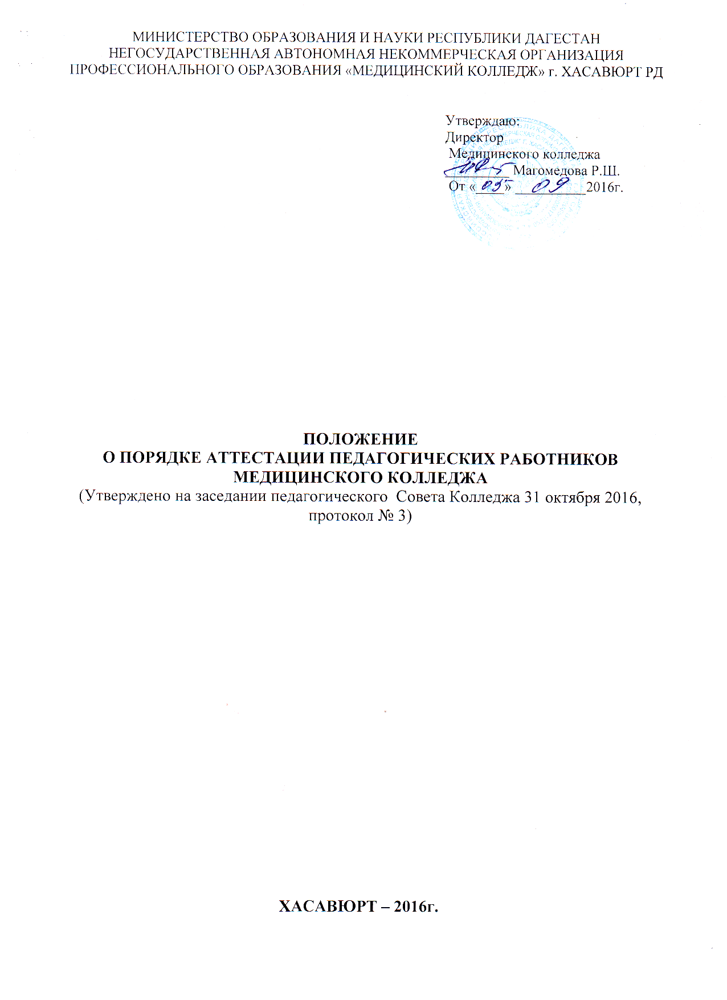 МИНИСТЕРСТВО ОБРАЗОВАНИЯ И НАУКИ РЕСПУБЛИКИ ДАГЕСТАН
НЕГОСУДАРСТВЕННАЯ АВТОНОМНАЯ НЕКОММЕРЧЕСКАЯ ОРГАНИЗАЦИЯ
ПРОФЕССИОНАЛЬНОГО ОБРАЗОВАНИЯ «МЕДИЦИНСКИЙ КОЛЛЕДЖ» г. ХАСАВЮРТ РД
Утверждаю:
Директор
Медицинского колледжа
_________ Магомедова Р.Ш.
От «05» 09 2016г.
ПОЛОЖЕНИЕ
О ПОРЯДКЕ АТТЕСТАЦИИ ПЕДАГОГИЧЕСКИХ РАБОТНИКОВ
МЕДИЦИНСКОГО КОЛЛЕДЖА
(Утверждено на заседании педагогического Совета Колледжа 31 октября 2016,
протокол № 3)
ХАСАВЮРТ – 2016г.